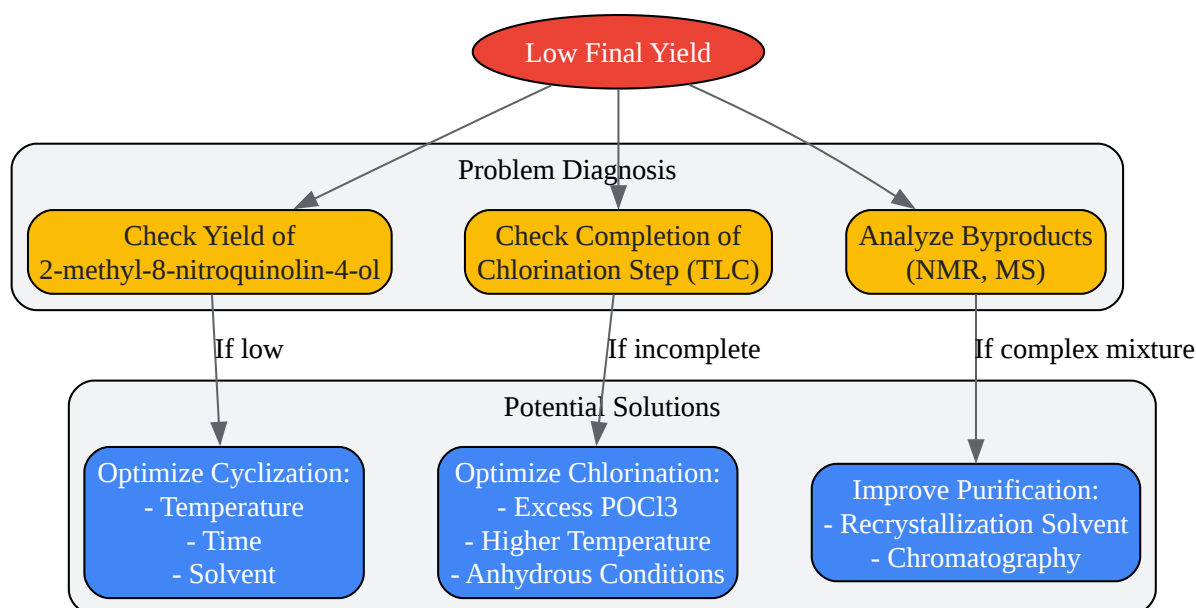 Low Final Yield
Problem Diagnosis
Check Yield of
2-methyl-8-nitroquinolin-4-ol
Check Completion of
Chlorination Step (TLC)
Analyze Byproducts
(NMR, MS)
If low
If incomplete
If complex mixture
Potential Solutions
Optimize Cyclization:
- Temperature
- Time
- Solvent
Optimize Chlorination:
- Excess POCl3
- Higher Temperature
- Anhydrous Conditions
Improve Purification:
- Recrystallization Solvent
- Chromatography